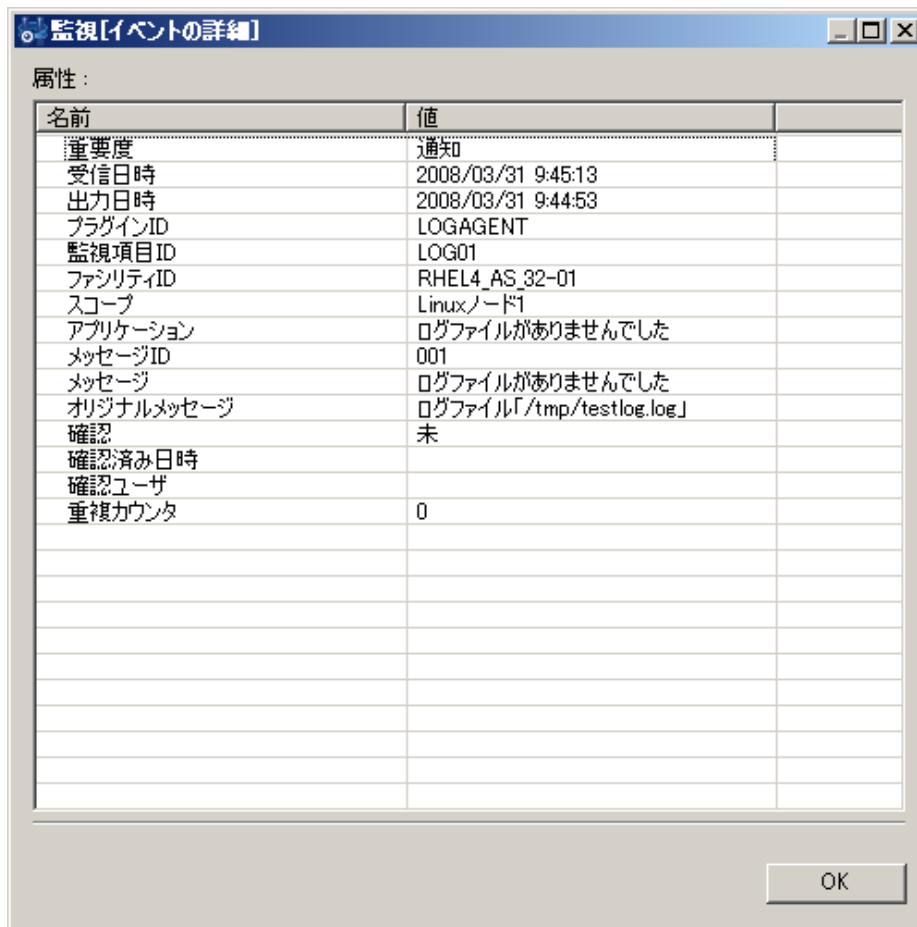 監視[イベントの詳細]
属性：
名前 値
重要度 通知
受信日時 2008/03/31 9:45:13
出力日時 2008/03/31 9:44:53
プラグインID LOGAGENT
監視項目ID LOG01
ファシリティID RHEL4_AS_32-01
スコープ Linuxノード1
アプリケーション ログファイルがありませんでした
メッセージID 001
メッセージ ログファイルがありませんでした
オリジナルメッセージ ログファイル「/tmp/testlog.log」
確認 未
確認済み日時
確認ユーザ
重複カウンタ 0
OK